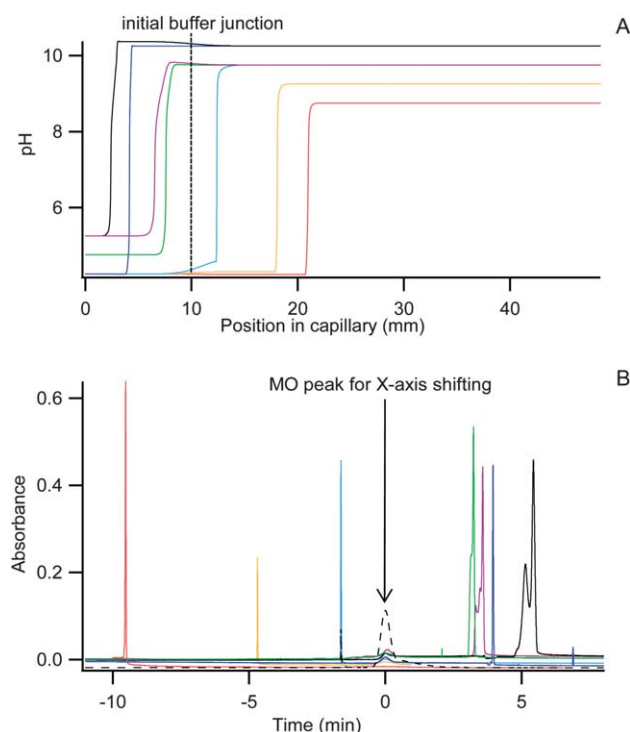 initial buffer junction
A
10
8
6
pH
0 10 20 30 40
Position in capillary (mm)
B
MO peak for X-axis shifting
0.6
0.4
0.2
0.0
Absorbance
-10 -5 0 5
Time (min)